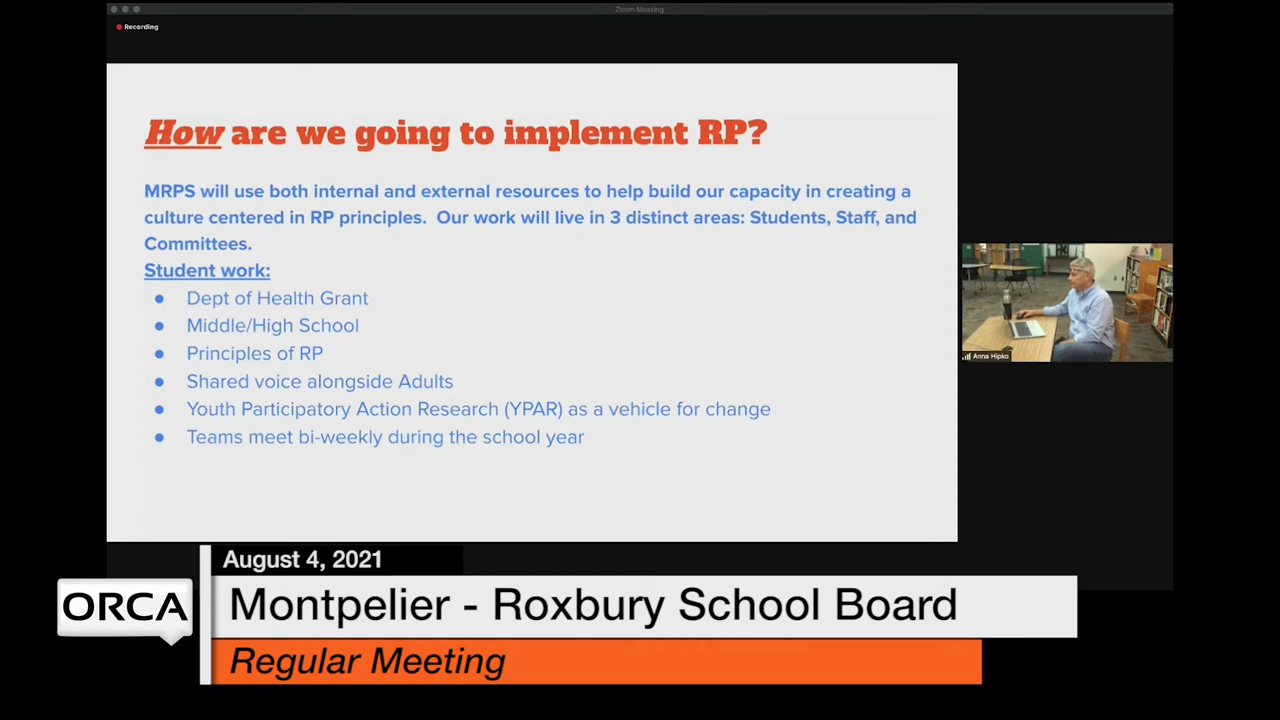 Zoom Meeting
Recording
How are we going to implement RP?
MRPS will use both internal and external resources to help build our capacity in creating a
culture centered in RP principles. Our work will live in 3 distinct areas: Students, Staff, and
Committees.
Student work:
● Dept of Health Grant
● Middle/High School
● Principles of RP
● Shared voice alongside Adults
● Youth Participatory Action Research (YPAR) as a vehicle for change
● Teams meet bi-weekly during the school year
Anna Hipko
August 4, 2021
ORCA
Montpelier - Roxbury School Board
Regular Meeting